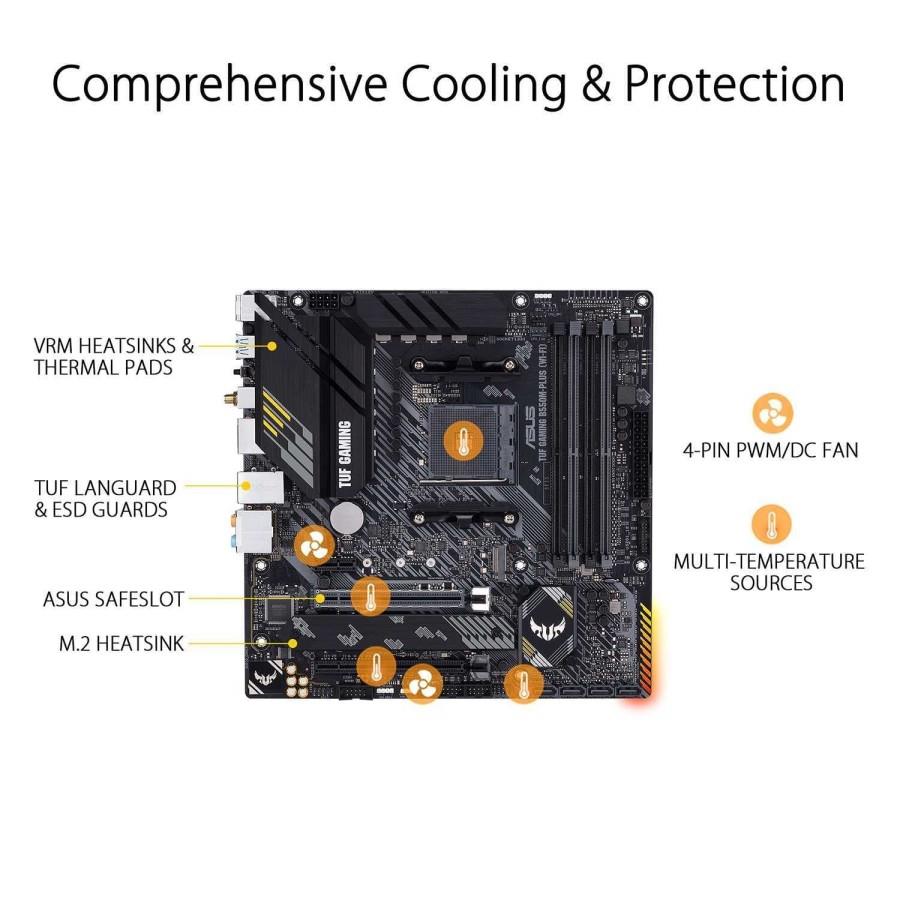 Comprehensive Cooling & Protection
VRM HEATSINKS &
THERMAL PADS
TUF LANGUARD
& ESD GUARDS
ASUS SAFESLOT
M.2 HEATSINK
TUF GAMING
ASUS
TUF GAMING B550M-PLUS (WI-FI)
4-PIN PWM/DC FAN
MULTI-TEMPERATURE
SOURCES